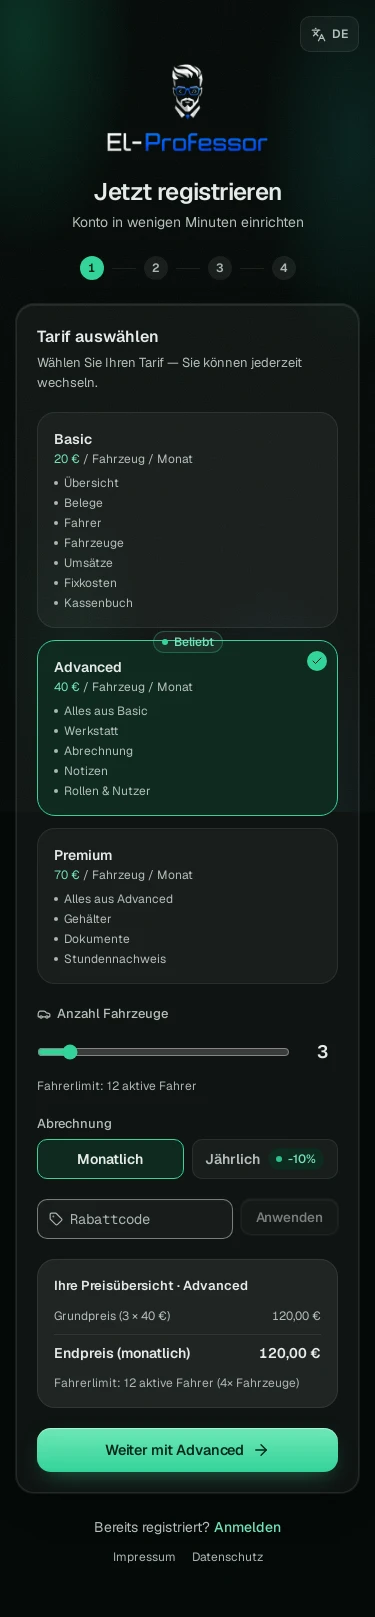 DE
El-Professor
Jetzt registrieren
Konto in wenigen Minuten einrichten
1 2 3 4
Tarif auswählen
Wählen Sie Ihren Tarif — Sie können jederzeit
wechseln.
Basic
20 € / Fahrzeug / Monat
• Übersicht
• Belege
• Fahrer
• Fahrzeuge
• Umsätze
• Fixkosten
• Kassenbuch
• Beliebt
Advanced
40 € / Fahrzeug / Monat
• Alles aus Basic
• Werkstatt
• Abrechnung
• Notizen
• Rollen & Nutzer
Premium
70 € / Fahrzeug / Monat
• Alles aus Advanced
• Gehälter
• Dokumente
• Stundennachweis
Anzahl Fahrzeuge
3
Fahrerlimit: 12 aktive Fahrer
Abrechnung
Monatlich Jährlich • -10%
Rabattcode Anwenden
Ihre Preisübersicht · Advanced
Grundpreis (3 × 40 €) 120,00 €
Endpreis (monatlich) 120,00 €
Fahrerlimit: 12 aktive Fahrer (4× Fahrzeuge)
Weiter mit Advanced →
Bereits registriert? Anmelden
Impressum Datenschutz